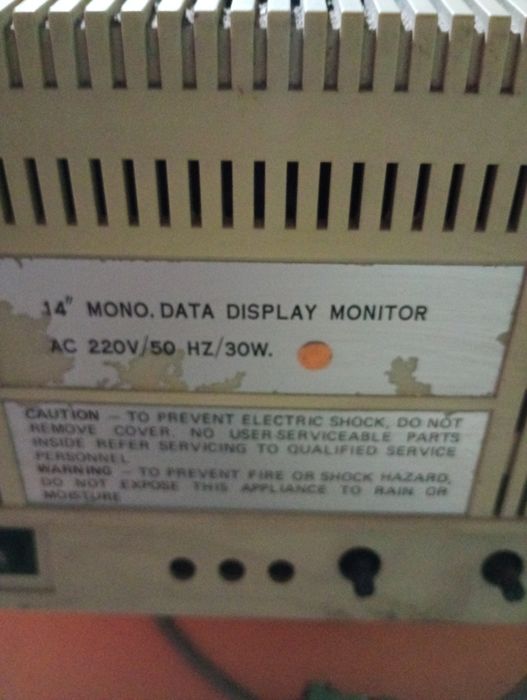 14" MONO. DATA DISPLAY MONITOR
AC 220V/50 HZ/30W.
CAUTION – TO PREVENT ELECTRIC SHOCK, DO NOT
REMOVE COVER. NO USER-SERVICEABLE PARTS
INSIDE REFER SERVICING TO QUALIFIED SERVICE
PERSONNEL
WARNING – TO PREVENT FIRE OR SHOCK HAZARD,
DO NOT EXPOSE THIS APPLIANCE TO RAIN OR
MOISTURE